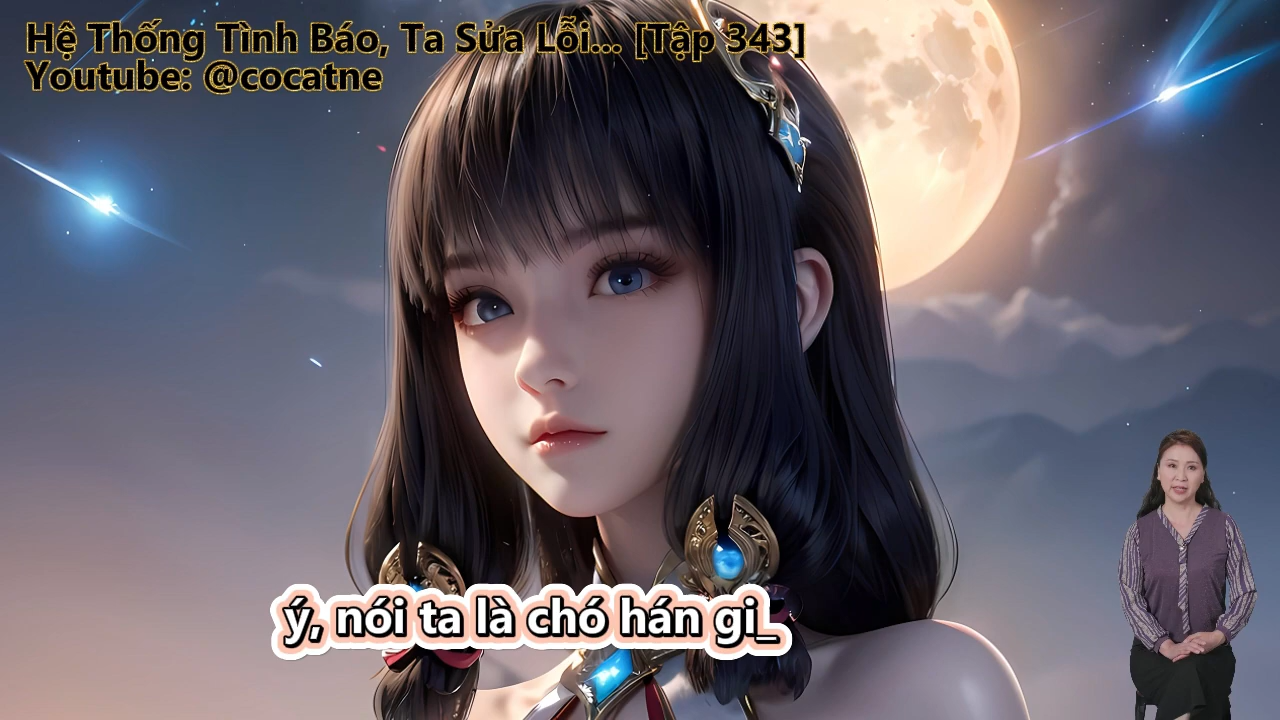 Hệ Thống Tình Báo, Ta Sửa Lỗi... [Tập 343]
Youtube: @cocatne
ý, nói ta là chó hán gi_